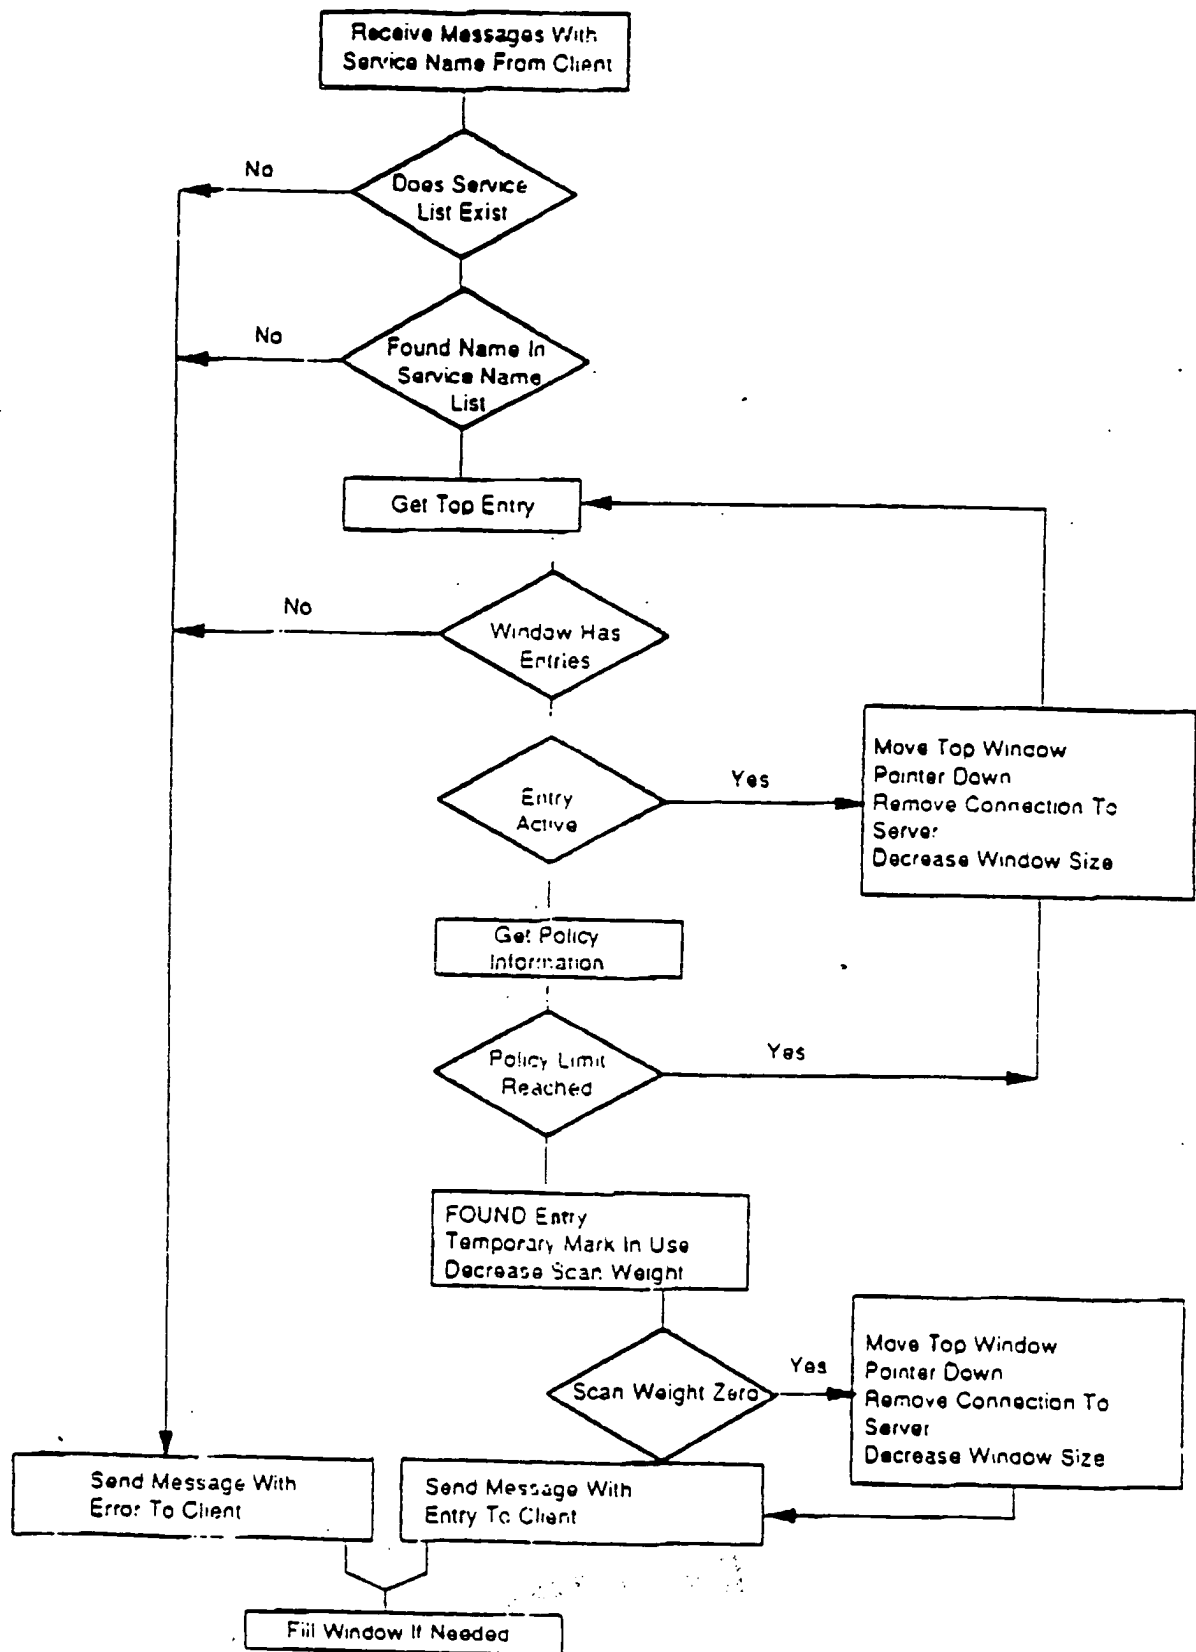 Receive Messages With
Service Name From Client
No
Does Service
List Exist
No
Found Name In
Service Name
List
Get Top Entry
No
Window Has
Entries
Move Top Window
Pointer Down
Remove Connection To
Server
Decrease Window Size
Yes
Entry
Active
Get Policy
Information
Policy Limit
Reached
Yes
FOUND Entry
Temporary Mark In Use
Decrease Scan Weight
Scan Weight Zero
Yes
Move Top Window
Pointer Down
Remove Connection To
Server
Decrease Window Size
Send Message With
Error To Client
Send Message With
Entry To Client
Fill Window If Needed